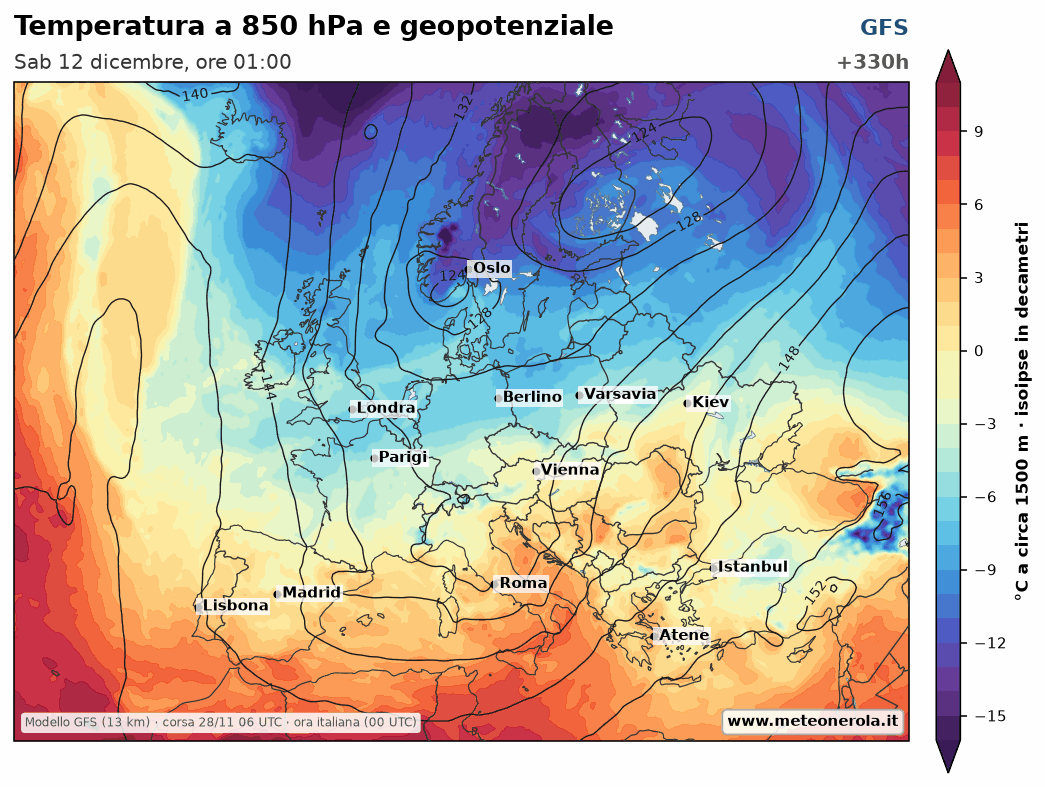 Temperatura a 850 hPa e geopotenziale
GFS
Sab 12 dicembre, ore 01:00
+330h
140
132
124
128
Oslo
124
128
148
144
Londra
Berlino
Varsavia
Kiev
Parigi
Vienna
156
Istanbul
Roma
Madrid
Lisbona
152
Atene
Modello GFS (13 km) · corsa 28/11 06 UTC · ora italiana (00 UTC)
www.meteonerola.it
9
6
3
0
−3
−6
−9
−12
−15
°C a circa 1500 m · isoipse in decametri